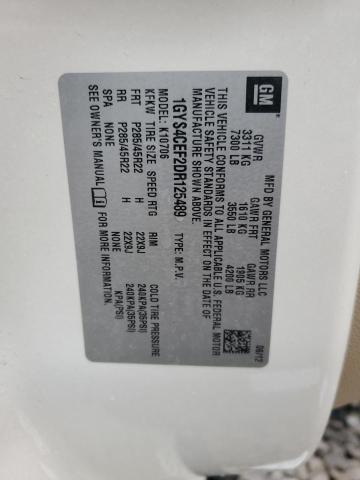 GM
MFD BY GENERAL MOTORS LLC
06/12
GVWR GAWR FRT GAWR RR
3311 KG 1610 KG 1905 KG
7300 LB 3550 LB 4200 LB
THIS VEHICLE CONFORMS TO ALL APPLICABLE U.S. FEDERAL MOTOR
VEHICLE SAFETY STANDARDS IN EFFECT ON THE DATE OF
MANUFACTURE SHOWN ABOVE.
1GYS4CEF2DR125489 TYPE: M.P.V.
MODEL: K10706
KFKW TIRE SIZE SPEED RTG RIM COLD TIRE PRESSURE
FRT P285/45R22 H 22X9J 240KPA(35PSI)
RR P285/45R22 H 22X9J 240KPA(35PSI)
SPA NONE NONE KPA(PSI)
SEE OWNER'S MANUAL FOR MORE INFORMATION.